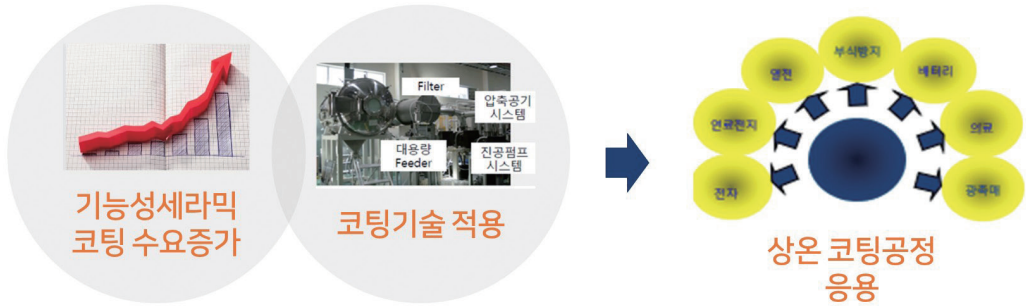 기능성세라믹
코팅 수요증가
Filter
압축공기
시스템
대용량
Feeder
진공펌프
시스템
코팅기술 적용
전자
연료전지
열전
부식방지
배터리
의료
광촉매
상온 코팅공정
응용